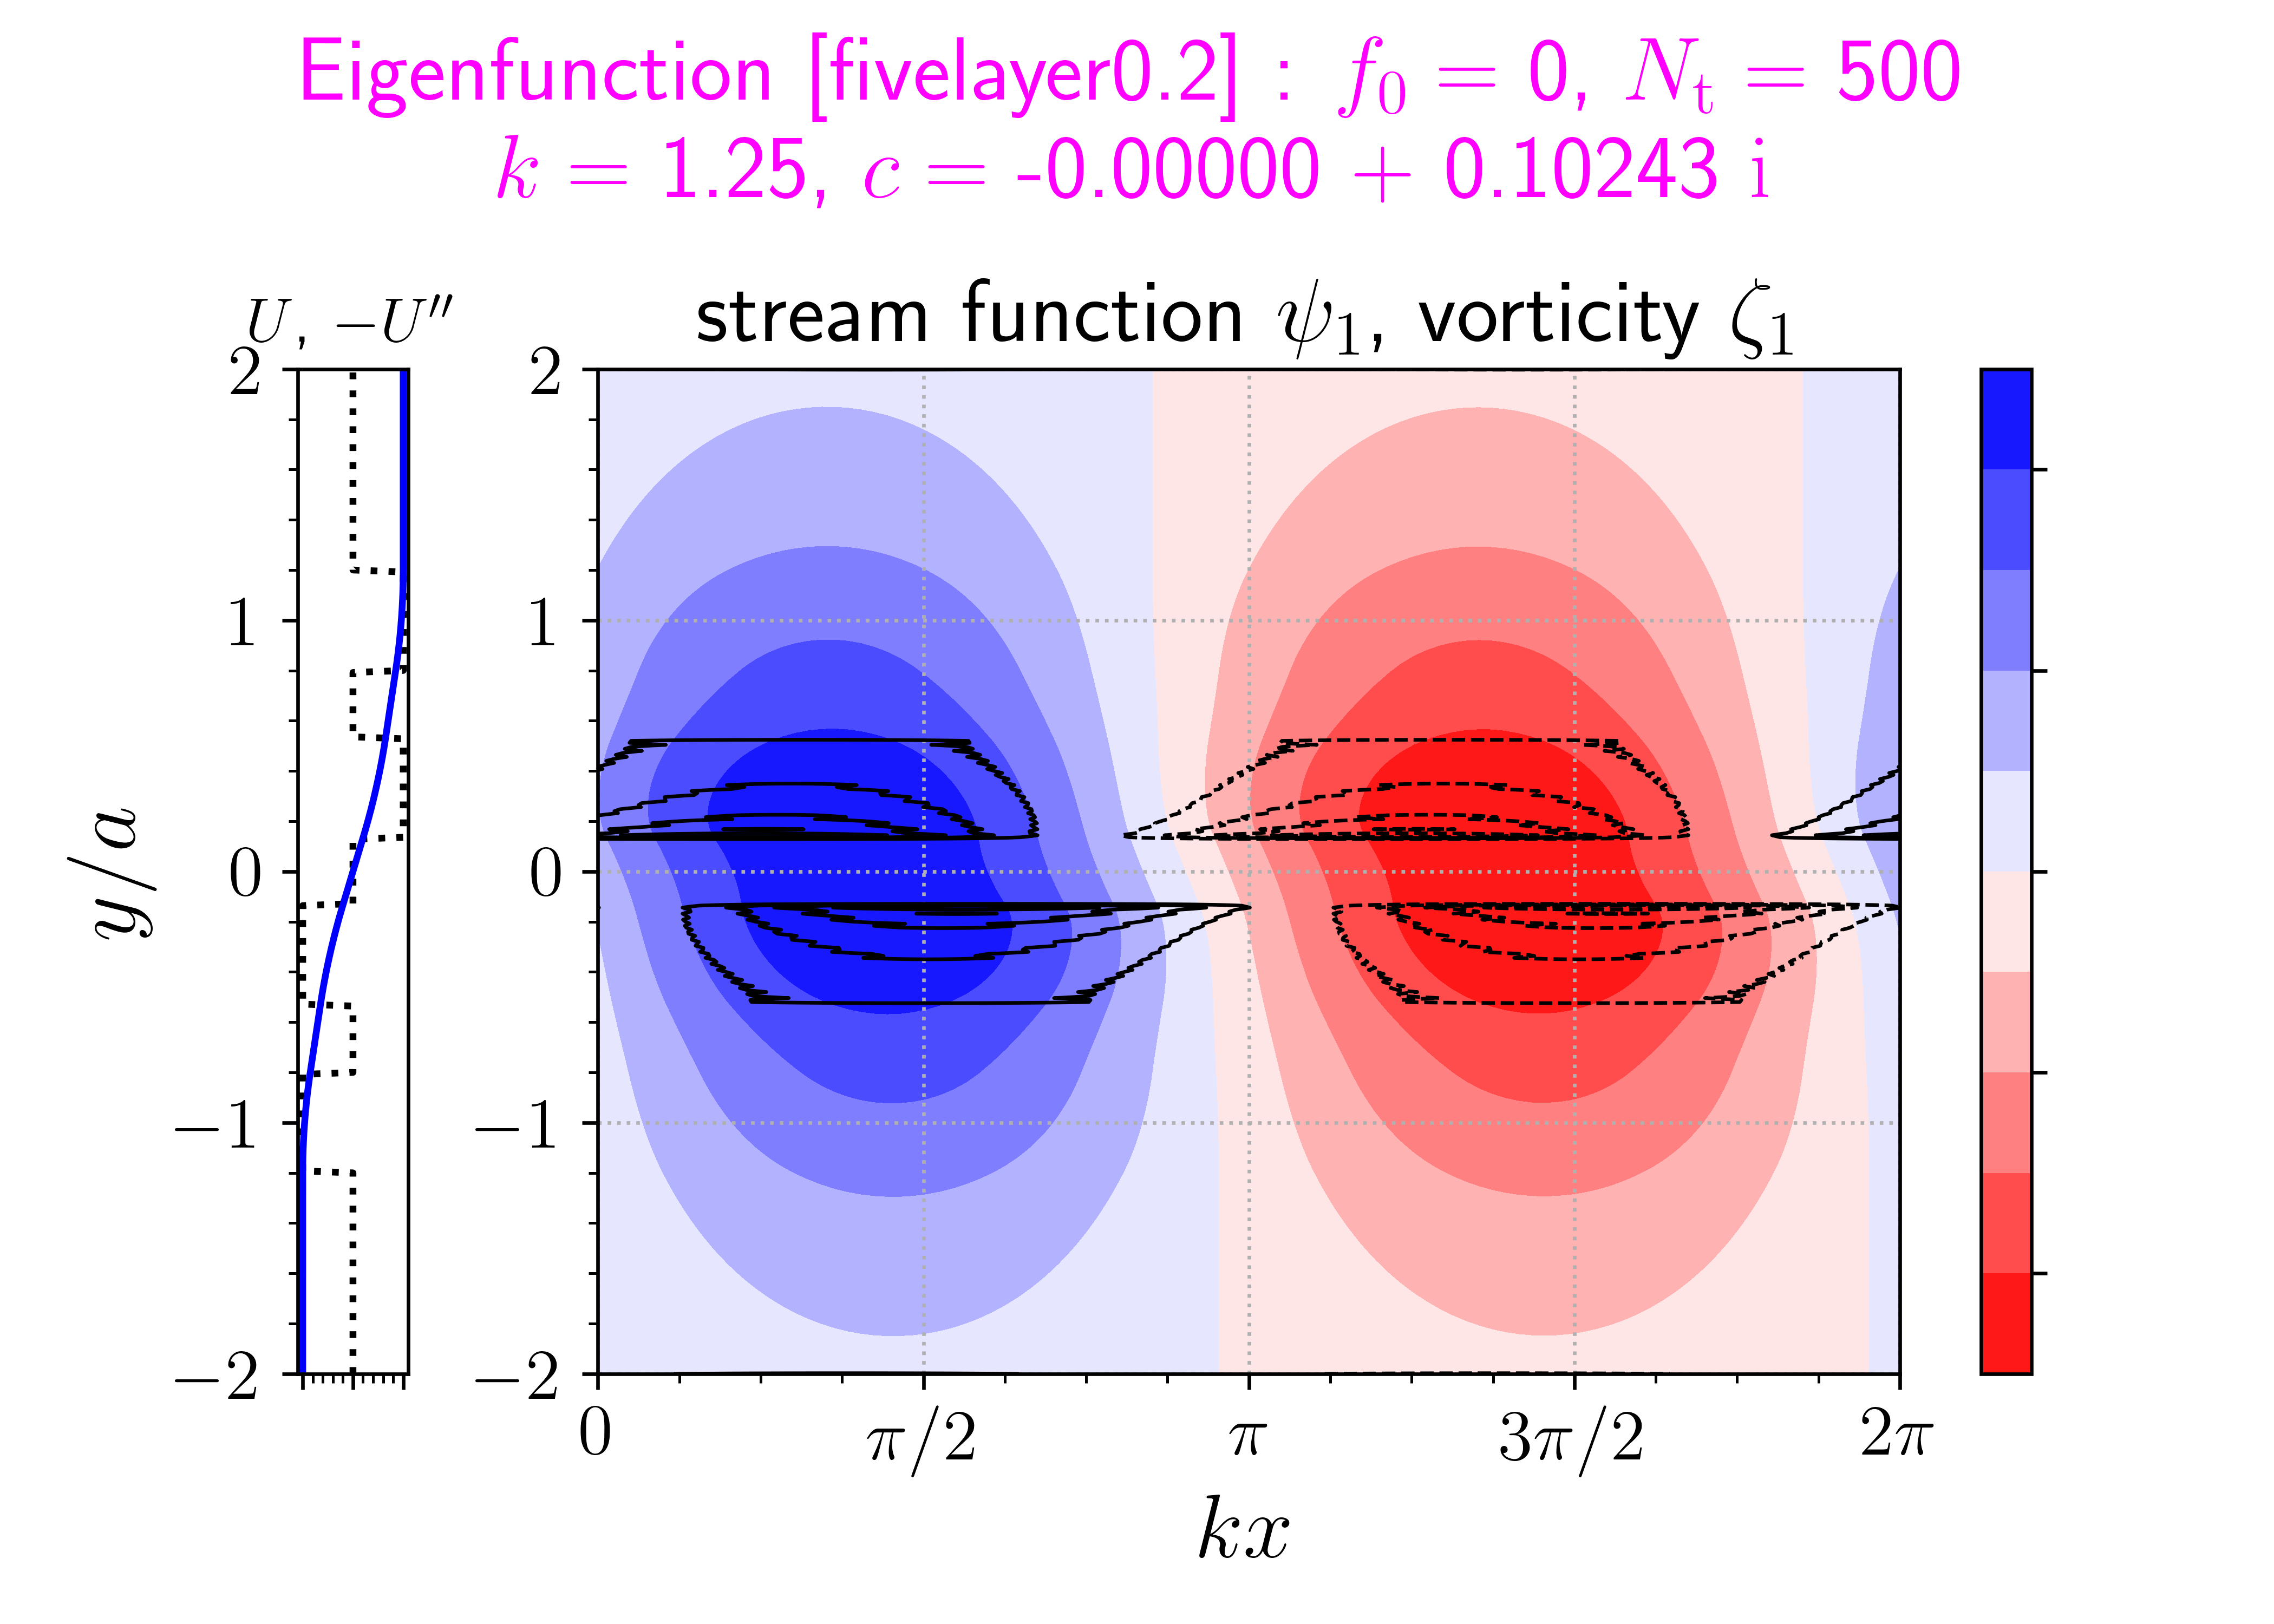 Eigenfunction [fivelayer0.2] : f₀ = 0, Nₜ = 500
k = 1.25, c = -0.00000 + 0.10243 i
U, −U″
stream function ψ₁, vorticity ζ₁
y/a
2
1
0
−1
−2
2
1
0
−1
−2
0 π/2 π 3π/2 2π
kx